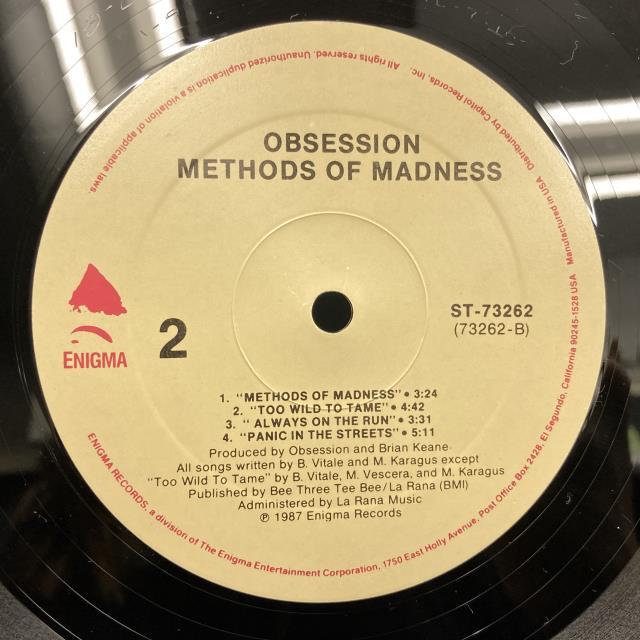 OBSESSION
METHODS OF MADNESS
ENIGMA
2
ST-73262
(73262-B)
1. "METHODS OF MADNESS" • 3:24
2. "TOO WILD TO TAME" • 4:42
3. " ALWAYS ON THE RUN" • 3:31
4. "PANIC IN THE STREETS" • 5:11
Produced by Obsession and Brian Keane
All songs written by B. Vitale and M. Karagus except
"Too Wild To Tame" by B. Vitale, M. Vescera, and M. Karagus
Published by Bee Three Tee Bee/La Rana (BMI)
Administered by La Rana Music
℗ 1987 Enigma Records
ENIGMA RECORDS, a division of The Enigma Entertainment Corporation, 1750 East Holly Avenue, Post Office Box 2428, El Segundo, California 90245-1528 USA Manufactured in USA Distributed by Capitol Records, Inc. All rights reserved. Unauthorized duplication is a violation of applicable laws.